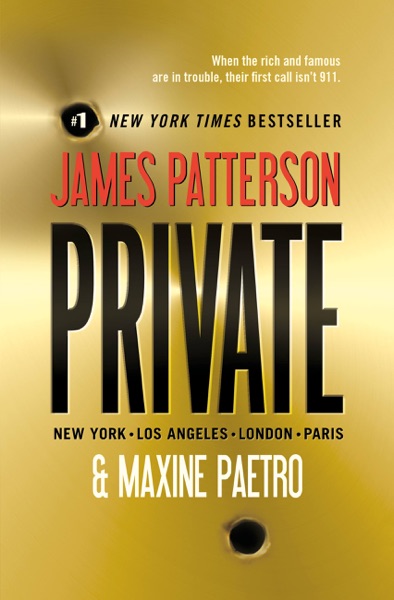 When the rich and famous
are in trouble, their first call isn't 911.
#1 NEW YORK TIMES BESTSELLER
JAMES PATTERSON
PRIVATE
NEW YORK • LOS ANGELES • LONDON • PARIS
& MAXINE PAETRO